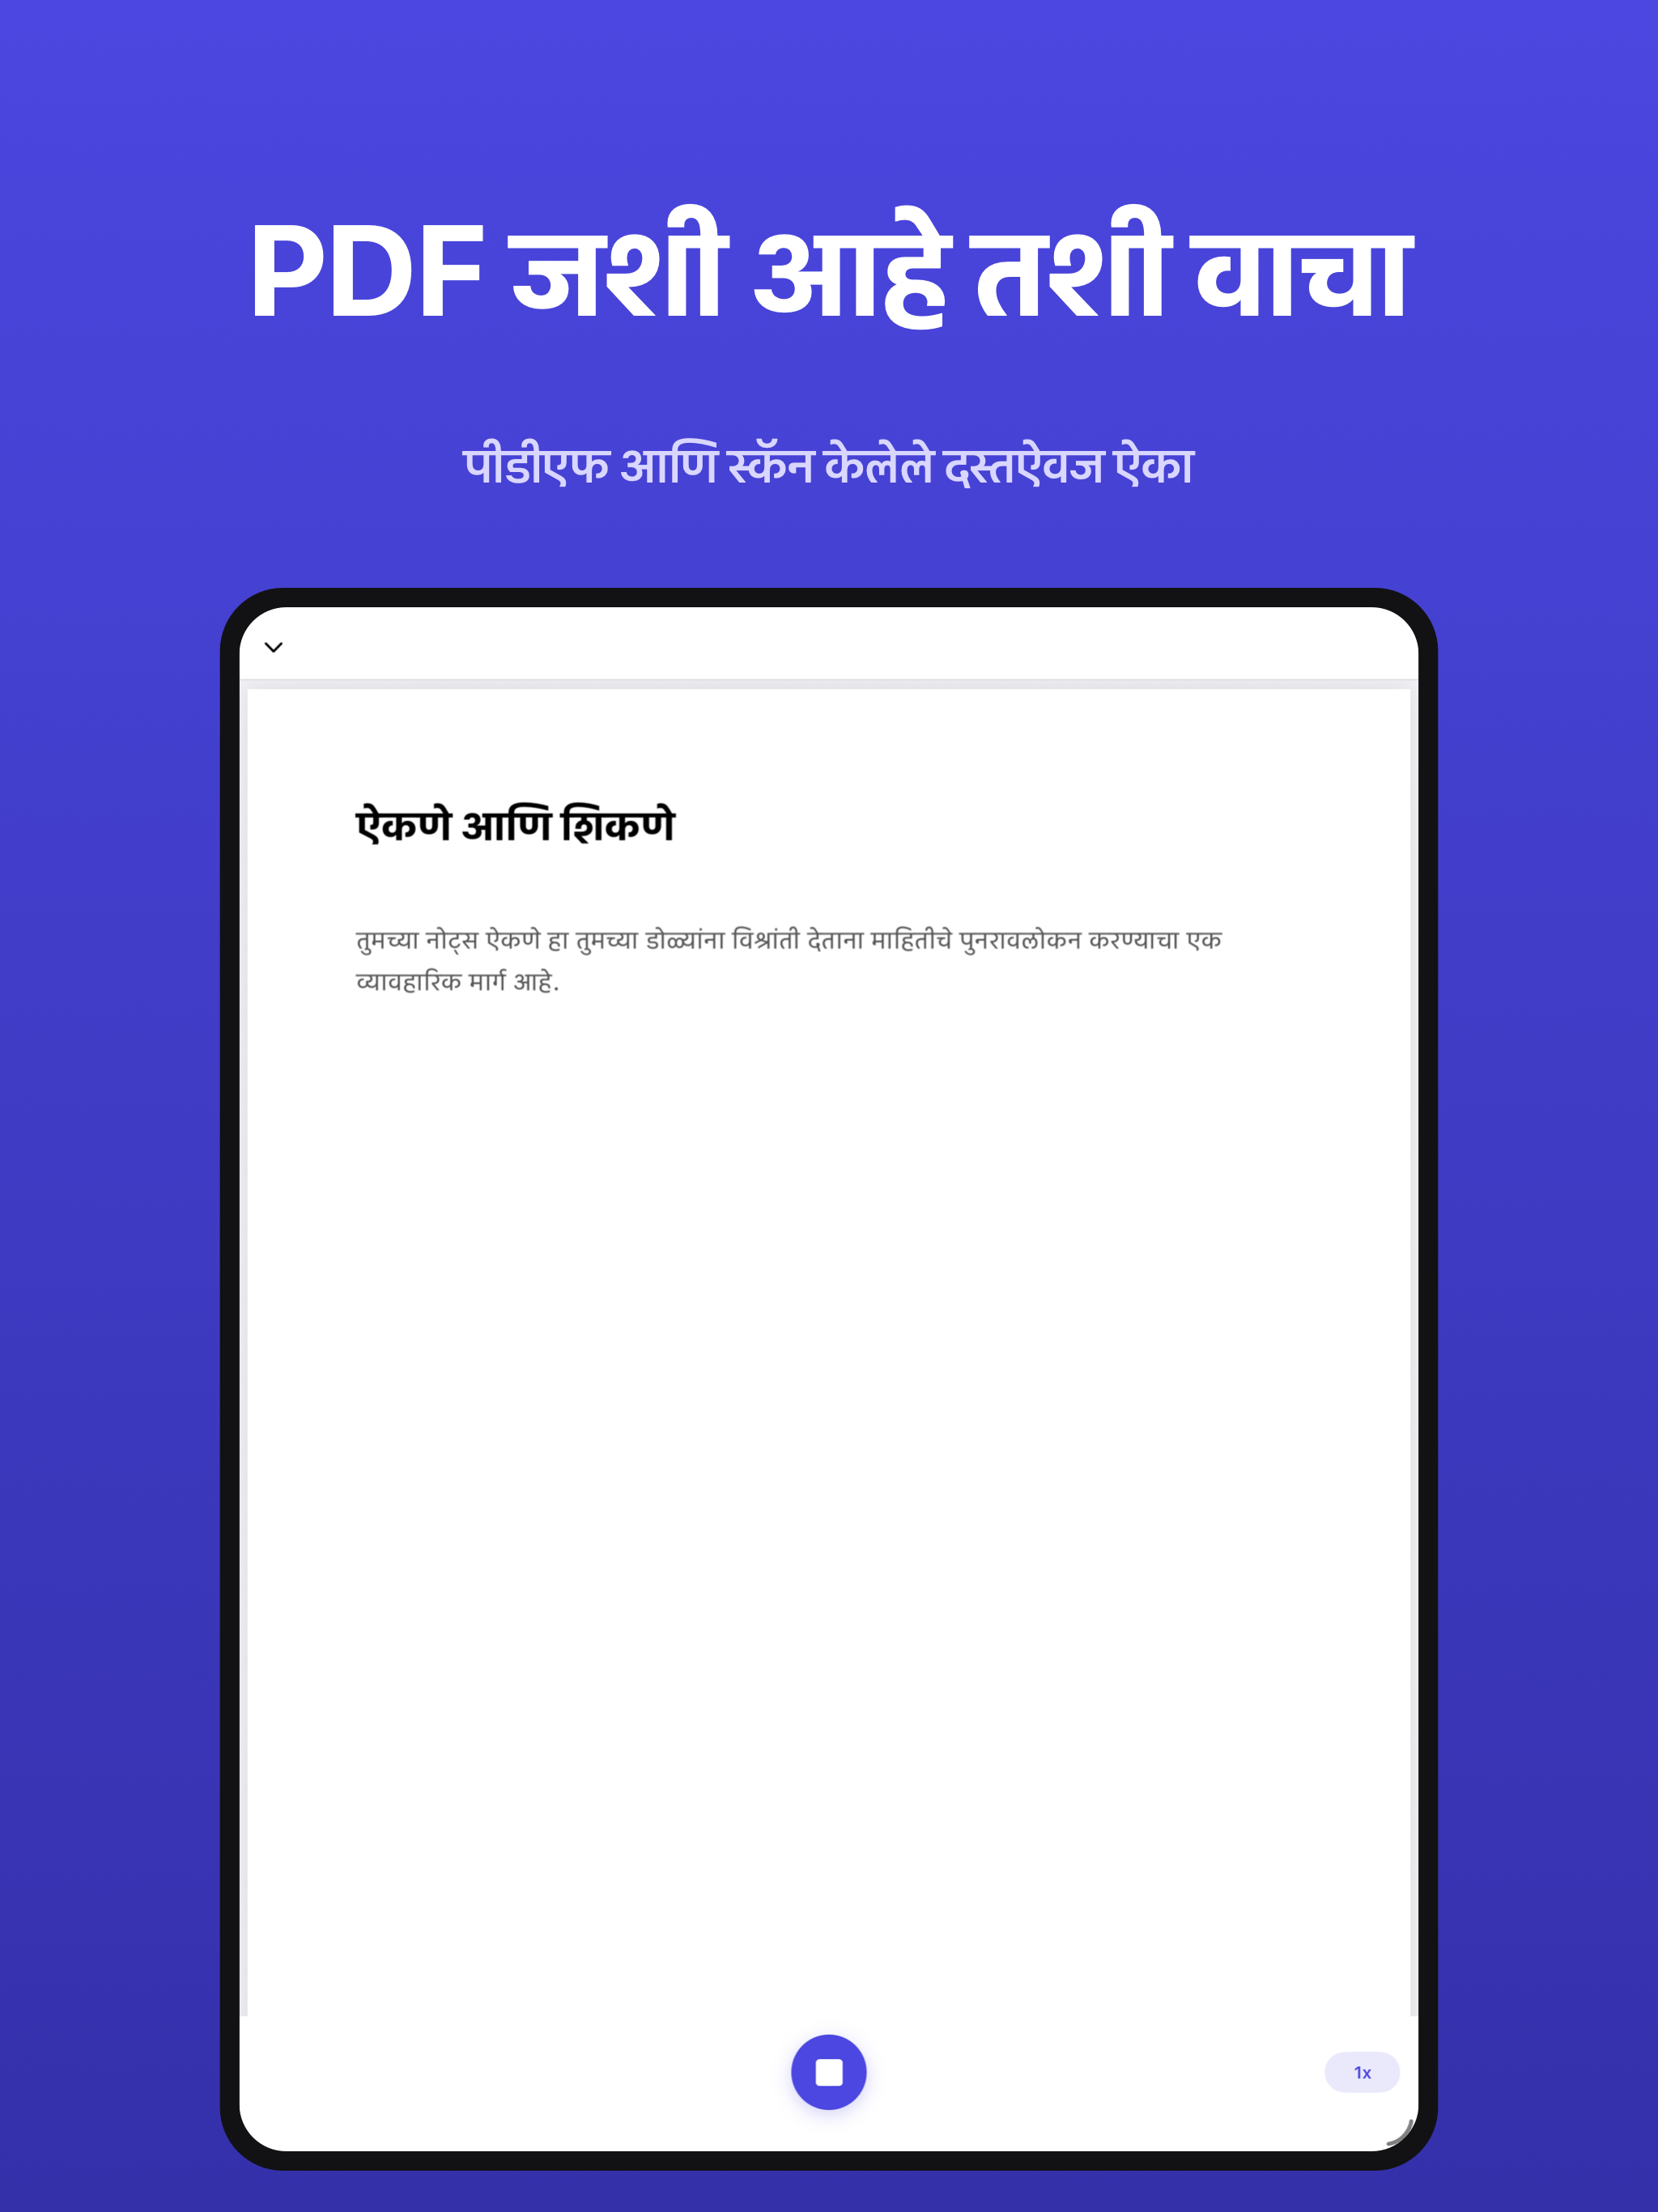 PDF जशी आहे तशी वाचा
पीडीएफ आणि स्कॅन केलेले दस्तऐवज ऐका
ऐकणे आणि शिकणे
तुमच्या नोट्स ऐकणे हा तुमच्या डोळ्यांना विश्रांती देताना माहितीचे पुनरावलोकन करण्याचा एक
व्यावहारिक मार्ग आहे.
1x